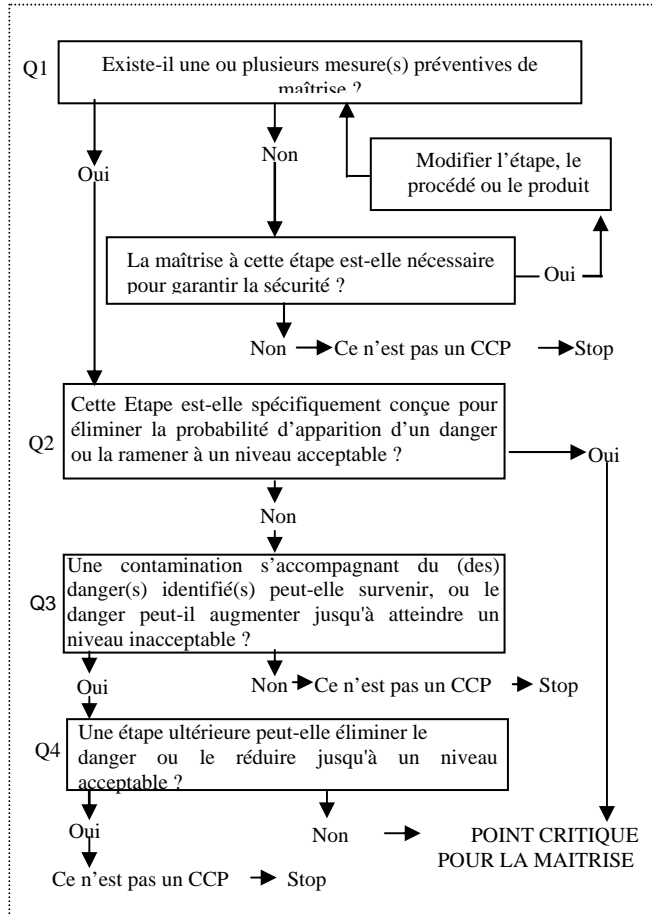 Q1
Existe-il une ou plusieurs mesure(s) préventives de
maîtrise ?
Oui
Non
Modifier l’étape, le
procédé ou le produit
La maîtrise à cette étape est-elle nécessaire
pour garantir la sécurité ?
Oui
Non
Ce n’est pas un CCP
Stop
Q2
Cette Etape est-elle spécifiquement conçue pour
éliminer la probabilité d’apparition d’un danger
ou la ramener à un niveau acceptable ?
Oui
Non
Q3
Une contamination s’accompagnant du (des)
danger(s) identifié(s) peut-elle survenir, ou le
danger peut-il augmenter jusqu'à atteindre un
niveau inacceptable ?
Oui
Non
Ce n’est pas un CCP
Stop
Q4
Une étape ultérieure peut-elle éliminer le
danger ou le réduire jusqu'à un niveau
acceptable ?
Oui
Non
POINT CRITIQUE
POUR LA MAITRISE
Ce n’est pas un CCP
Stop